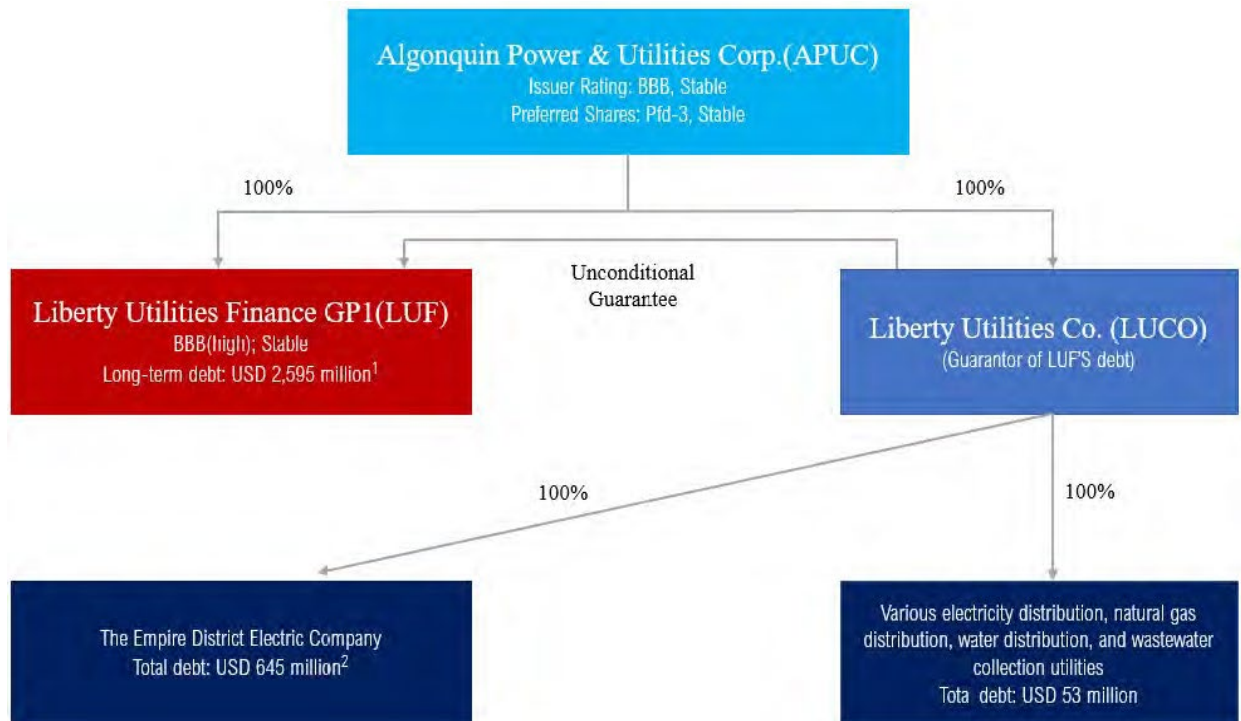 Algonquin Power & Utilities Corp.(APUC)
Issuer Rating: BBB, Stable
Preferred Shares: Pfd-3, Stable
100%
100%
Unconditional
Guarantee
Liberty Utilities Finance GP1(LUF)
BBB(high); Stable
Long-term debt: USD 2,595 million¹
Liberty Utilities Co. (LUCO)
(Guarantor of LUF'S debt)
100%
100%
The Empire District Electric Company
Total debt: USD 645 million²
Various electricity distribution, natural gas
distribution, water distribution, and wastewater
collection utilities
Tota debt: USD 53 million